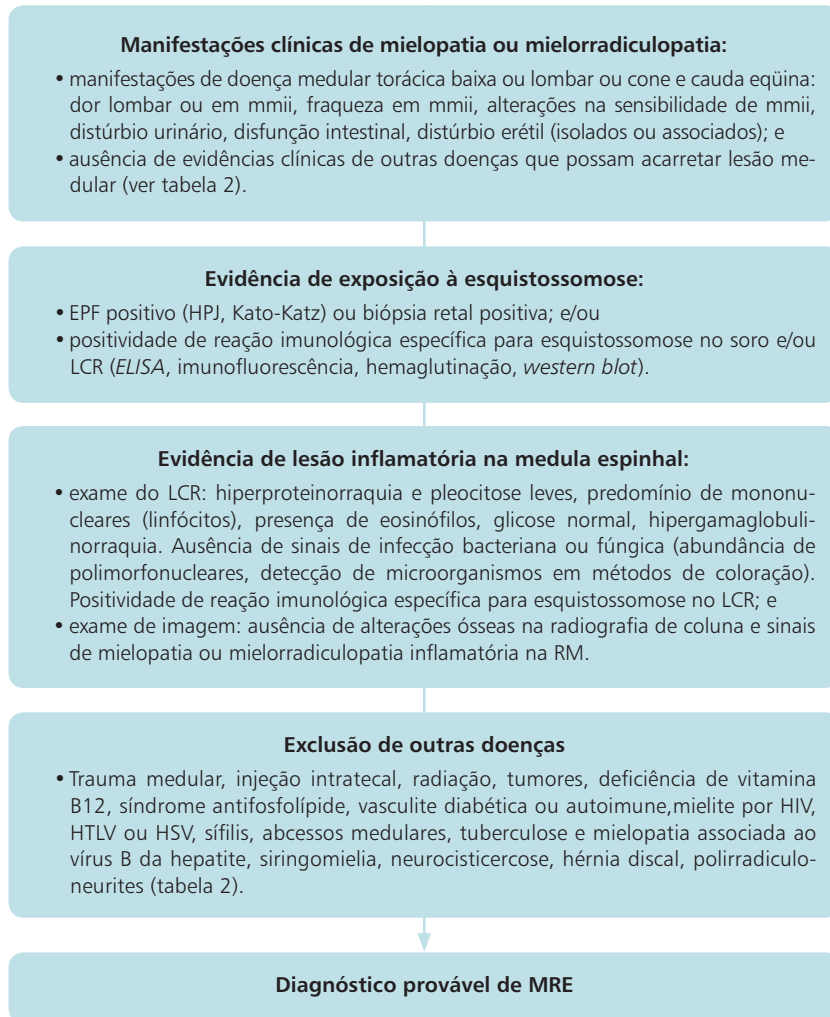 Manifestações clínicas de mielopatia ou mielorradiculopatia:
• manifestações de doença medular torácica baixa ou lombar ou cone e cauda eqüina:
dor lombar ou em mmii, fraqueza em mmii, alterações na sensibilidade de mmii,
distúrbio urinário, disfunção intestinal, distúrbio erétil (isolados ou associados); e
• ausência de evidências clínicas de outras doenças que possam acarretar lesão me-
dular (ver tabela 2).
Evidência de exposição à esquistossomose:
• EPF positivo (HPJ, Kato-Katz) ou biópsia retal positiva; e/ou
• positividade de reação imunológica específica para esquistossomose no soro e/ou
LCR (ELISA, imunofluorescência, hemaglutinação, western blot).
Evidência de lesão inflamatória na medula espinhal:
• exame do LCR: hiperproteinorraquia e pleocitose leves, predomínio de mononu-
cleares (linfócitos), presença de eosinófilos, glicose normal, hipergamaglobuli-
norraquia. Ausência de sinais de infecção bacteriana ou fúngica (abundância de
polimorfonucleares, detecção de microorganismos em métodos de coloração).
Positividade de reação imunológica específica para esquistossomose no LCR; e
• exame de imagem: ausência de alterações ósseas na radiografia de coluna e sinais
de mielopatia ou mielorradiculopatia inflamatória na RM.
Exclusão de outras doenças
• Trauma medular, injeção intratecal, radiação, tumores, deficiência de vitamina
B12, síndrome antifosfolípide, vasculite diabética ou autoimune,mielite por HIV,
HTLV ou HSV, sífilis, abcessos medulares, tuberculose e mielopatia associada ao
vírus B da hepatite, siringomielia, neurocisticercose, hérnia discal, polirradiculo-
neurites (tabela 2).
Diagnóstico provável de MRE